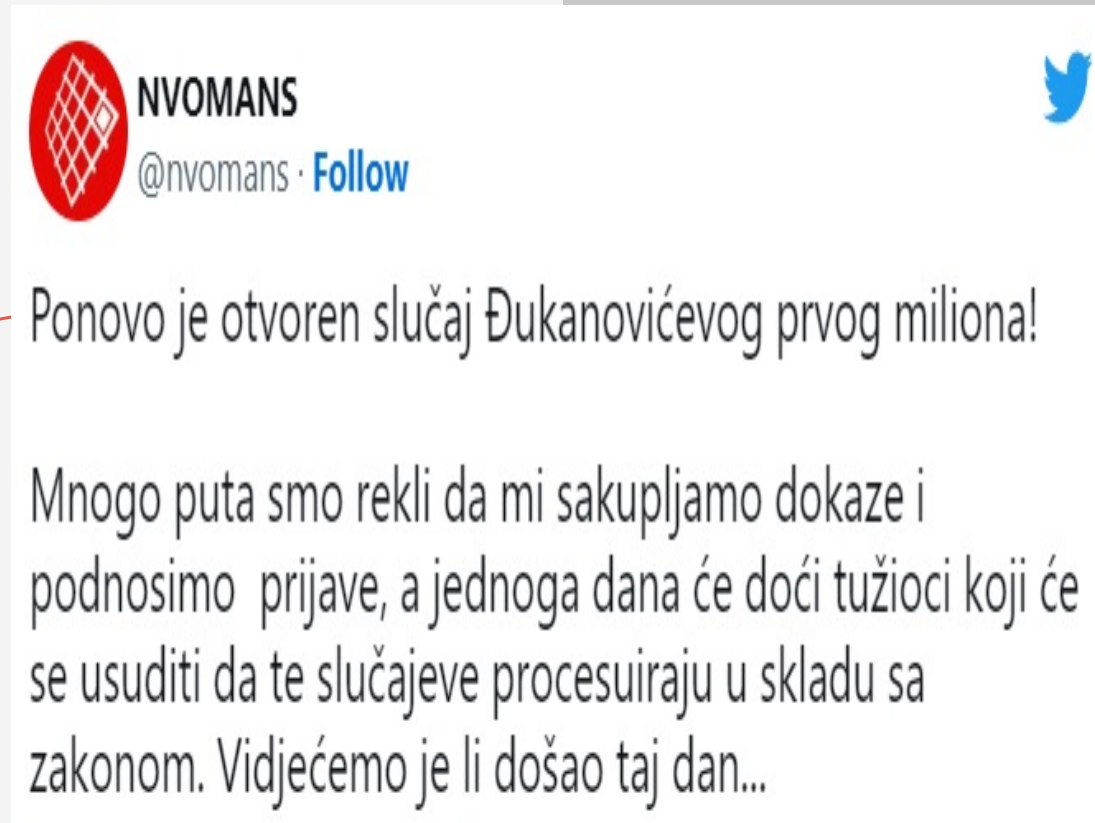 NVOMANS
@nvomans · Follow
Ponovo je otvoren slučaj Đukanovićevog prvog miliona!
Mnogo puta smo rekli da mi sakupljamo dokaze i
podnosimo  prijave, a jednoga dana će doći tužioci koji će
se usuditi da te slučajeve procesuiraju u skladu sa
zakonom. Vidjećemo je li došao taj dan...